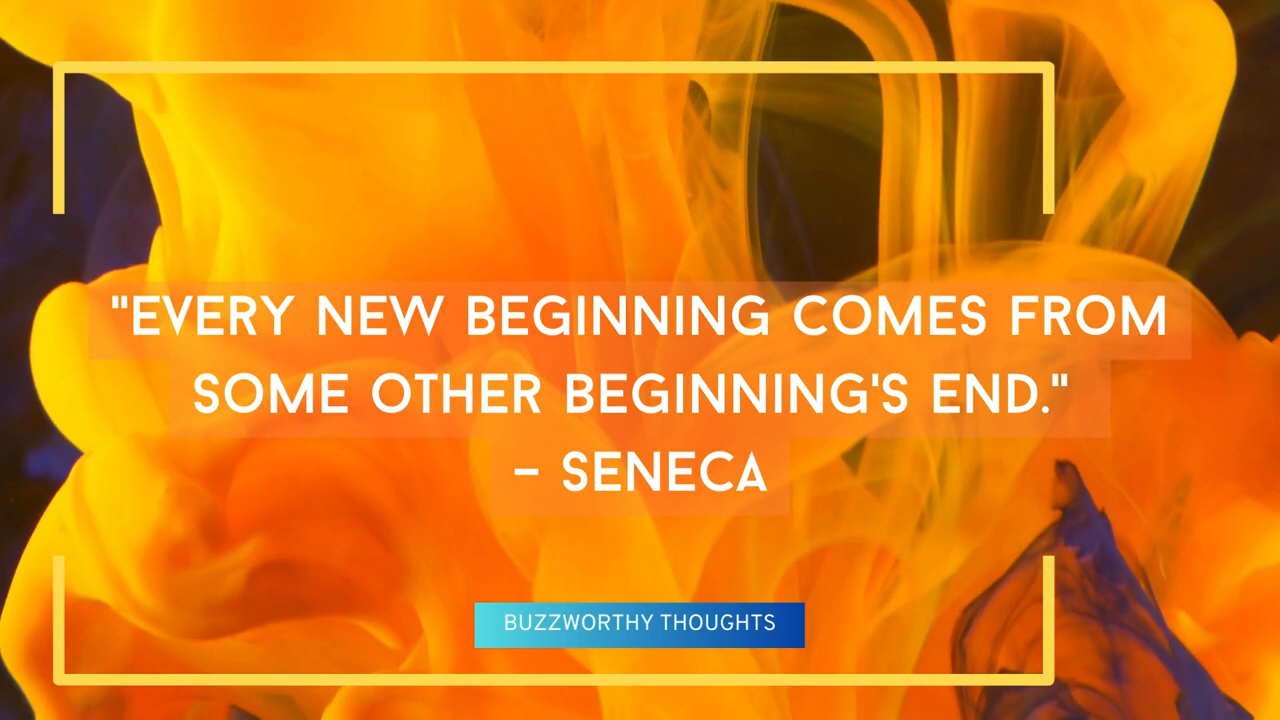 "EVERY NEW BEGINNING COMES FROM
SOME OTHER BEGINNING'S END."
– SENECA
BUZZWORTHY THOUGHTS